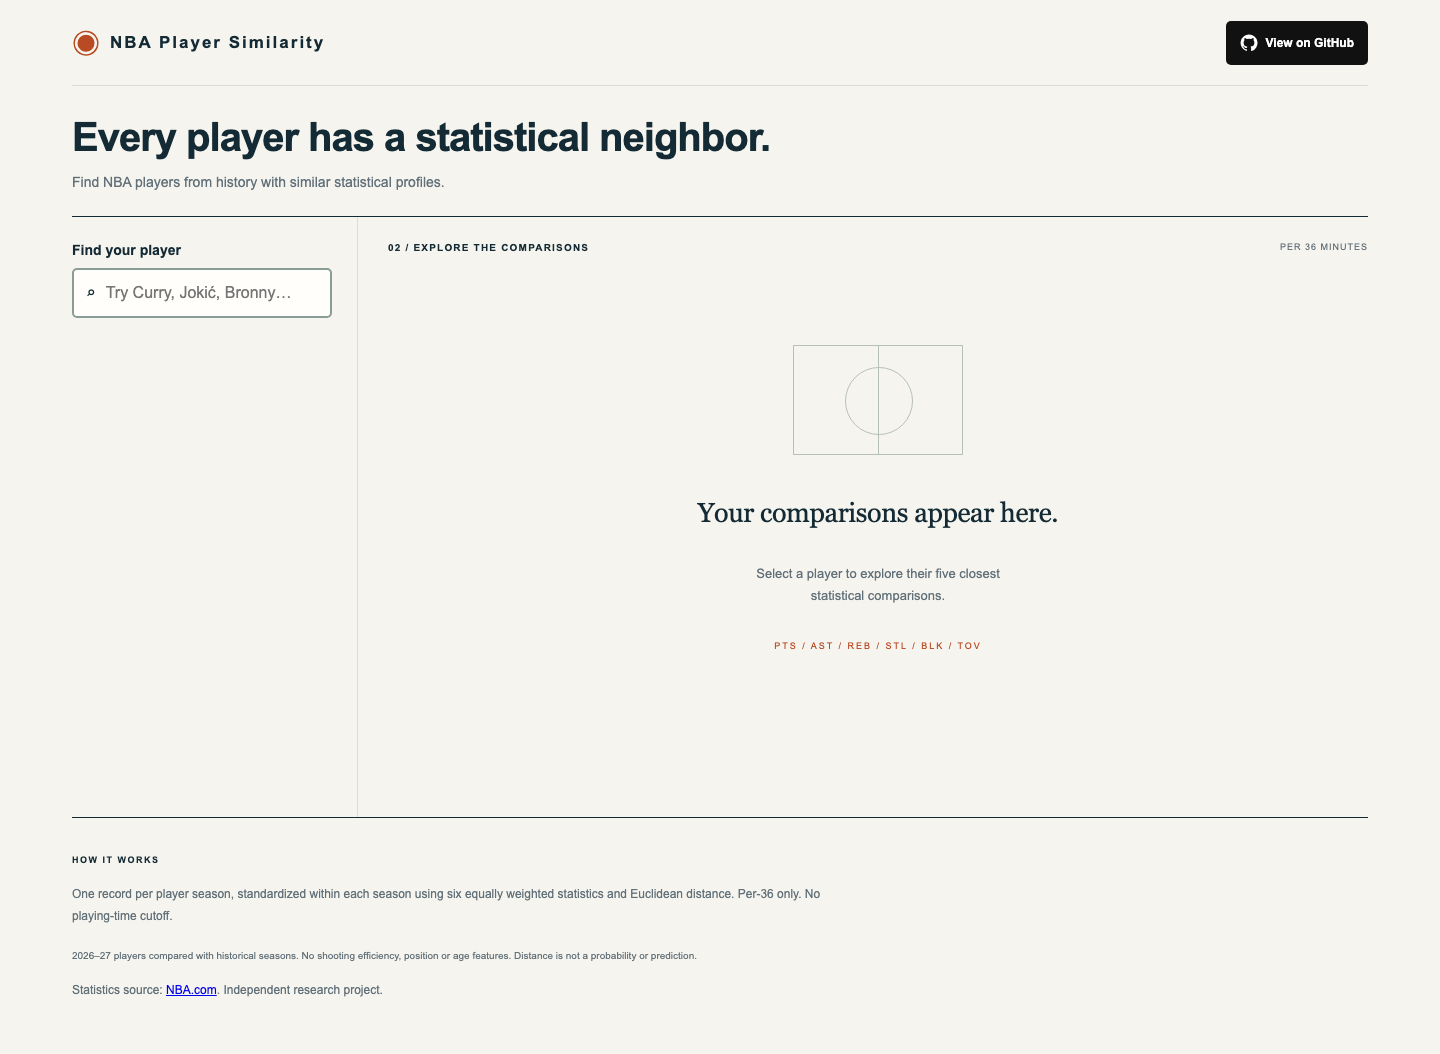 NBA Player Similarity
View on GitHub
Every player has a statistical neighbor.
Find NBA players from history with similar statistical profiles.
Find your player
Try Curry, Jokić, Bronny…
02 / EXPLORE THE COMPARISONS
PER 36 MINUTES
Your comparisons appear here.
Select a player to explore their five closest
statistical comparisons.
PTS / AST / REB / STL / BLK / TOV
HOW IT WORKS
One record per player season, standardized within each season using six equally weighted statistics and Euclidean distance. Per-36 only. No
playing-time cutoff.
2026–27 players compared with historical seasons. No shooting efficiency, position or age features. Distance is not a probability or prediction.
Statistics source: NBA.com. Independent research project.